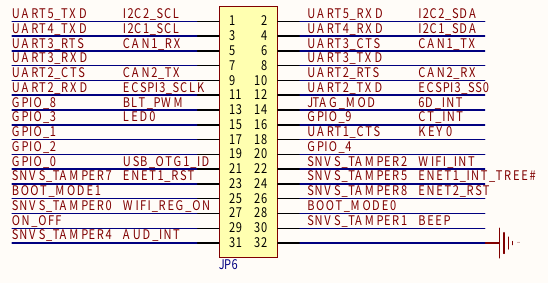 UART5_TXD I2C2_SCL 1 2 UART5_RXD I2C2_SDA
UART4_TXD I2C1_SCL 3 4 UART4_RXD I2C1_SDA
UART3_RTS CAN1_RX 5 6 UART3_CTS CAN1_TX
UART3_RXD 7 8 UART3_TXD
UART2_CTS CAN2_TX 9 10 UART2_RTS CAN2_RX
UART2_RXD ECSPI3_SCLK 11 12 UART2_TXD ECSPI3_SS0
GPIO_8 BLT_PWM 13 14 JTAG_MOD 6D_INT
GPIO_3 LED0 15 16 GPIO_9 CT_INT
GPIO_1 17 18 UART1_CTS KEY0
GPIO_2 19 20 GPIO_4
GPIO_0 USB_OTG1_ID 21 22 SNVS_TAMPER2 WIFI_INT
SNVS_TAMPER7 ENET1_RST 23 24 SNVS_TAMPER5 ENET1_INT_TREE#
BOOT_MODE1 25 26 SNVS_TAMPER8 ENET2_RST
SNVS_TAMPER0 WIFI_REG_ON 27 28 BOOT_MODE0
ON_OFF 29 30 SNVS_TAMPER1 BEEP
SNVS_TAMPER4 AUD_INT 31 32
JP6